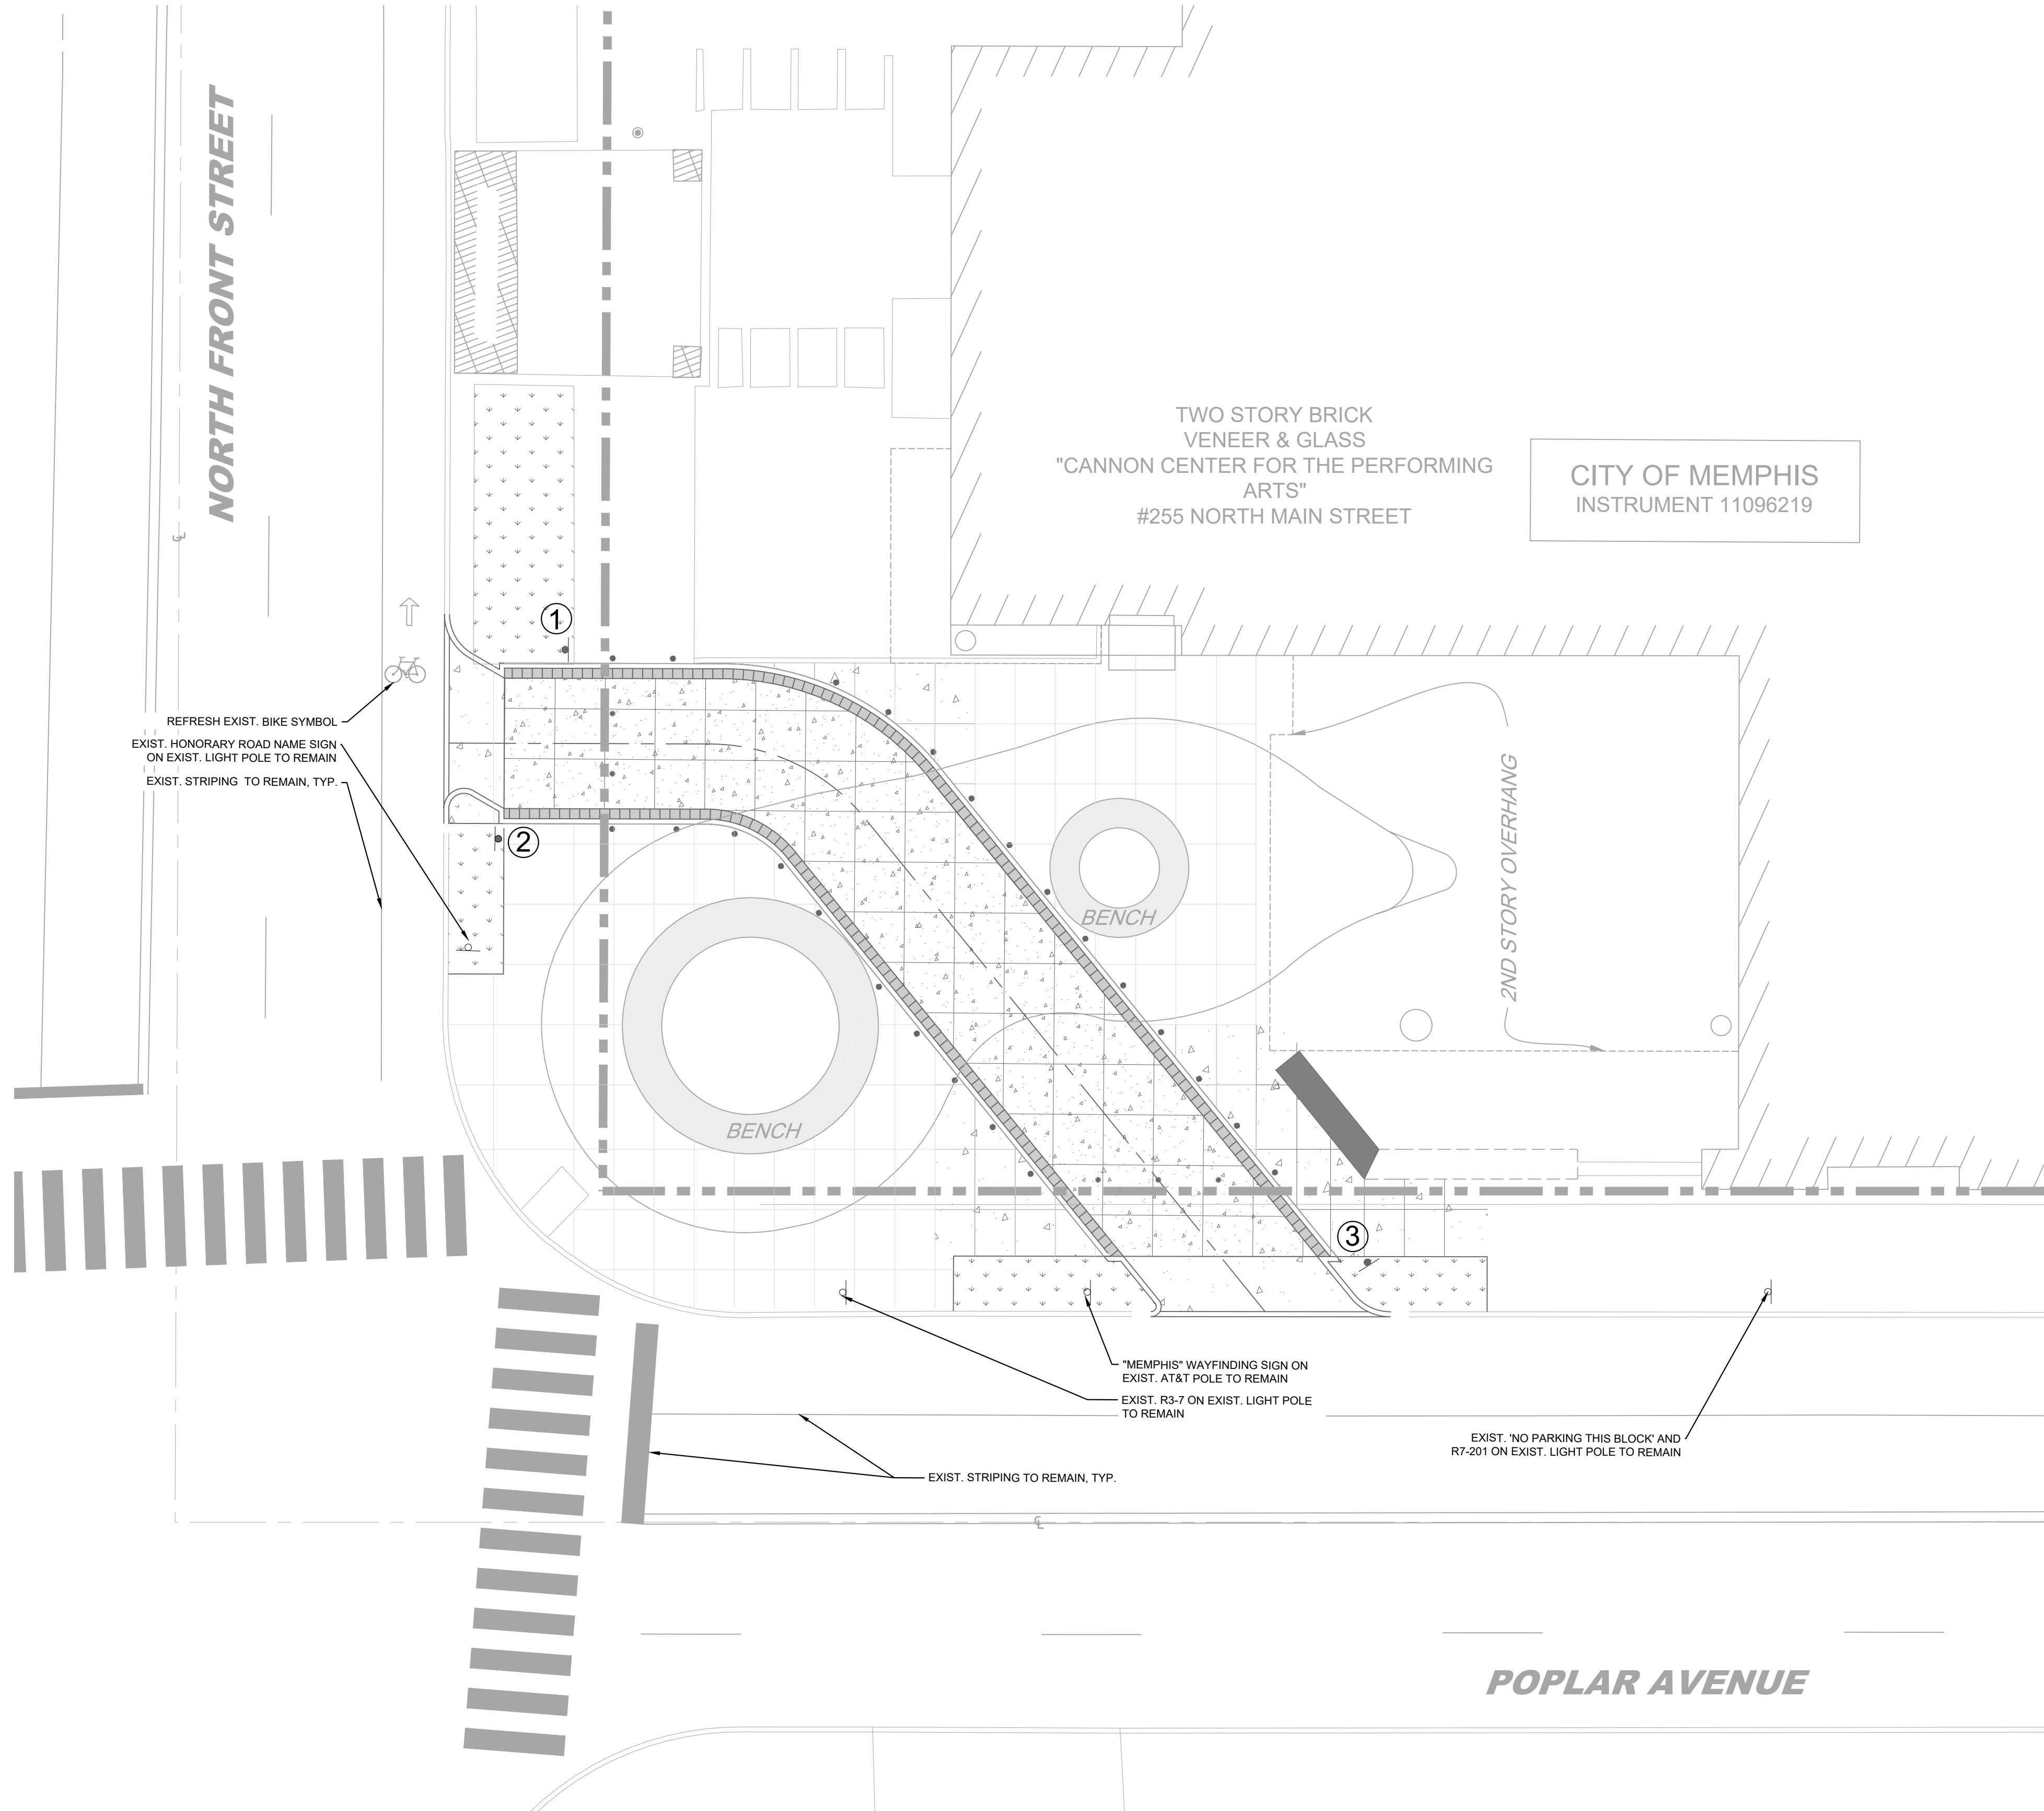 NORTH FRONT STREET
TWO STORY BRICK
VENEER & GLASS
"CANNON CENTER FOR THE PERFORMING
ARTS"
#255 NORTH MAIN STREET
CITY OF MEMPHIS
INSTRUMENT 11096219
1
REFRESH EXIST. BIKE SYMBOL
EXIST. HONORARY ROAD NAME SIGN
ON EXIST. LIGHT POLE TO REMAIN
EXIST. STRIPING TO REMAIN, TYP.
2
BENCH
2ND STORY OVERHANG
BENCH
3
"MEMPHIS" WAYFINDING SIGN ON
EXIST. AT&T POLE TO REMAIN
EXIST. R3-7 ON EXIST. LIGHT POLE
TO REMAIN
EXIST. 'NO PARKING THIS BLOCK' AND
R7-201 ON EXIST. LIGHT POLE TO REMAIN
EXIST. STRIPING TO REMAIN, TYP.
POPLAR AVENUE